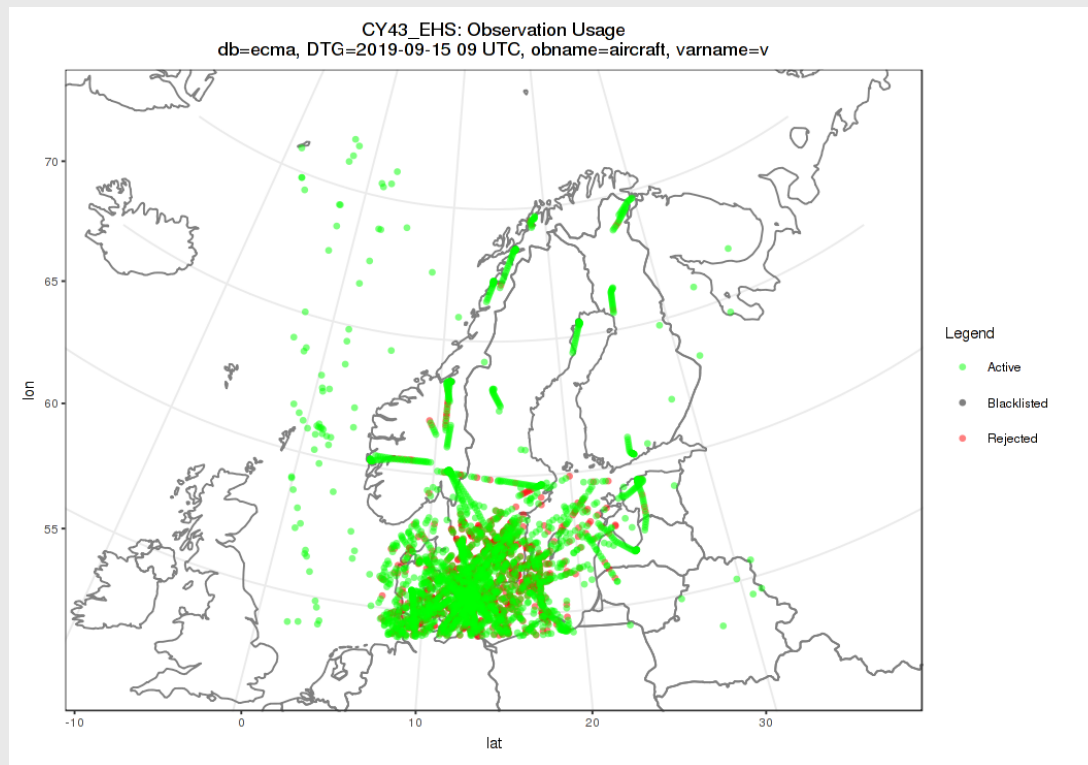 CY43_EHS: Observation Usage
db=ecma, DTG=2019-09-15 09 UTC, obname=aircraft, varname=v
70
65
60
55
lon
-10
0
10
20
30
lat
Legend
Active
Blacklisted
Rejected